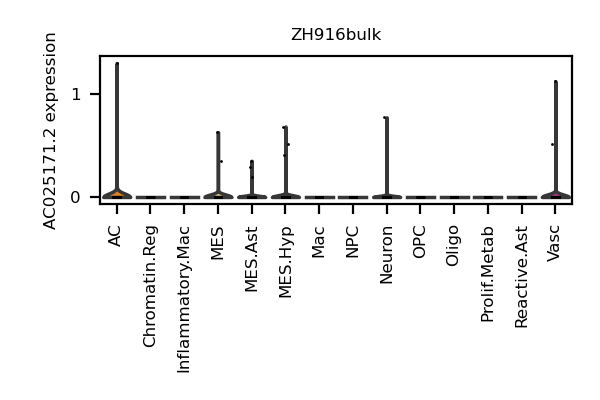 ZH916bulk
AC025171.2 expression
1
0
AC
Chromatin.Reg
Inflammatory.Mac
MES
MES.Ast
MES.Hyp
Mac
NPC
Neuron
OPC
Oligo
Prolif.Metab
Reactive.Ast
Vasc